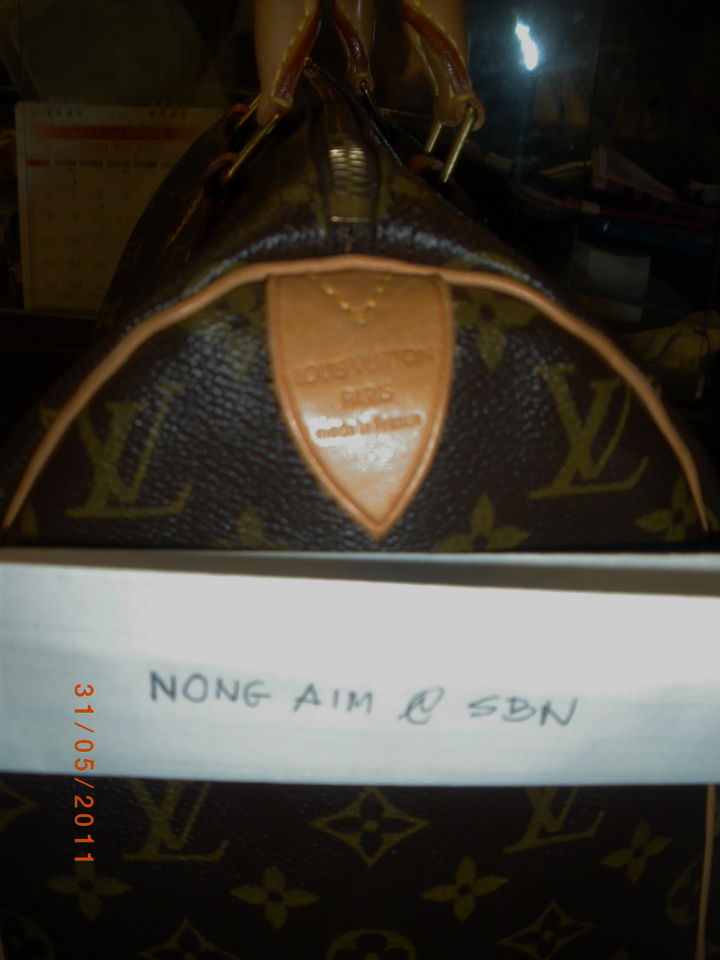 LOUIS VUITTON
PARIS
made in France
NONG AIM @ SBN
31/05/2011